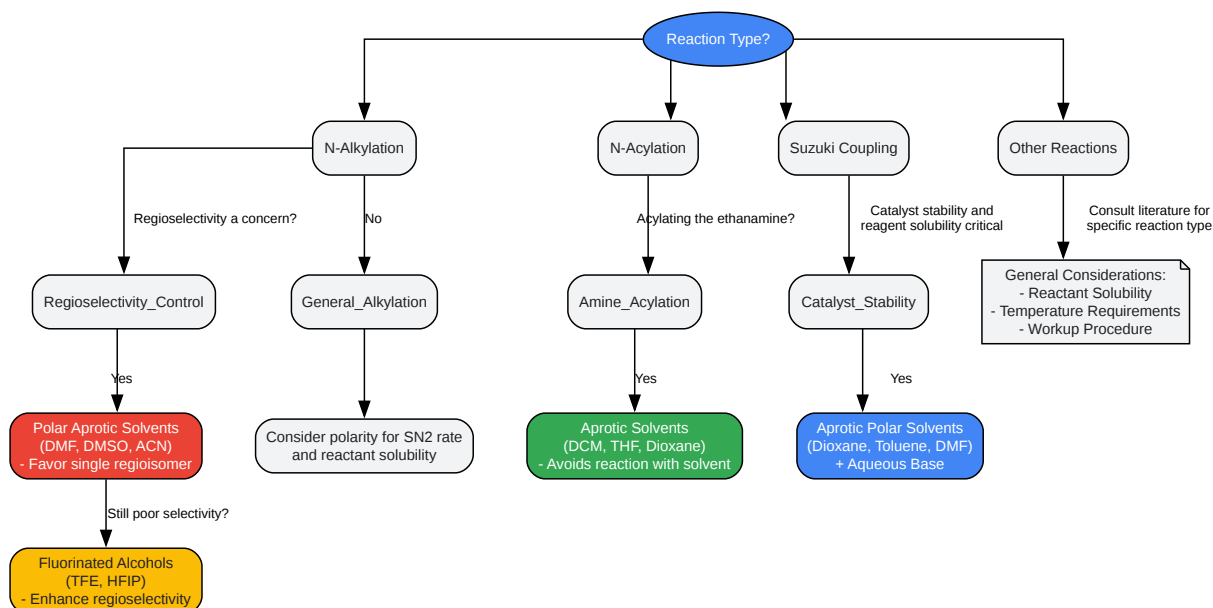 Reaction Type?
N-Alkylation
N-Acylation
Suzuki Coupling
Other Reactions
Regioselectivity a concern?
No
Acylating the ethanamine?
Catalyst stability and
reagent solubility critical
Consult literature for
specific reaction type
Regioselectivity_Control
General_Alkylation
Amine_Acylation
Catalyst_Stability
General Considerations:
- Reactant Solubility
- Temperature Requirements
- Workup Procedure
Yes
Yes
Yes
Polar Aprotic Solvents
(DMF, DMSO, ACN)
- Favor single regioisomer
Consider polarity for SN2 rate
and reactant solubility
Aprotic Solvents
(DCM, THF, Dioxane)
- Avoids reaction with solvent
Aprotic Polar Solvents
(Dioxane, Toluene, DMF)
+ Aqueous Base
Still poor selectivity?
Fluorinated Alcohols
(TFE, HFIP)
- Enhance regioselectivity